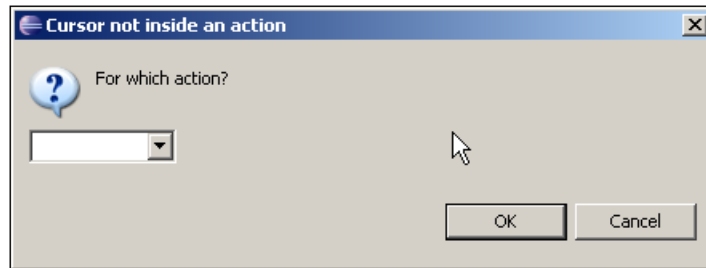 Cursor not inside an action
For which action?
OK
Cancel